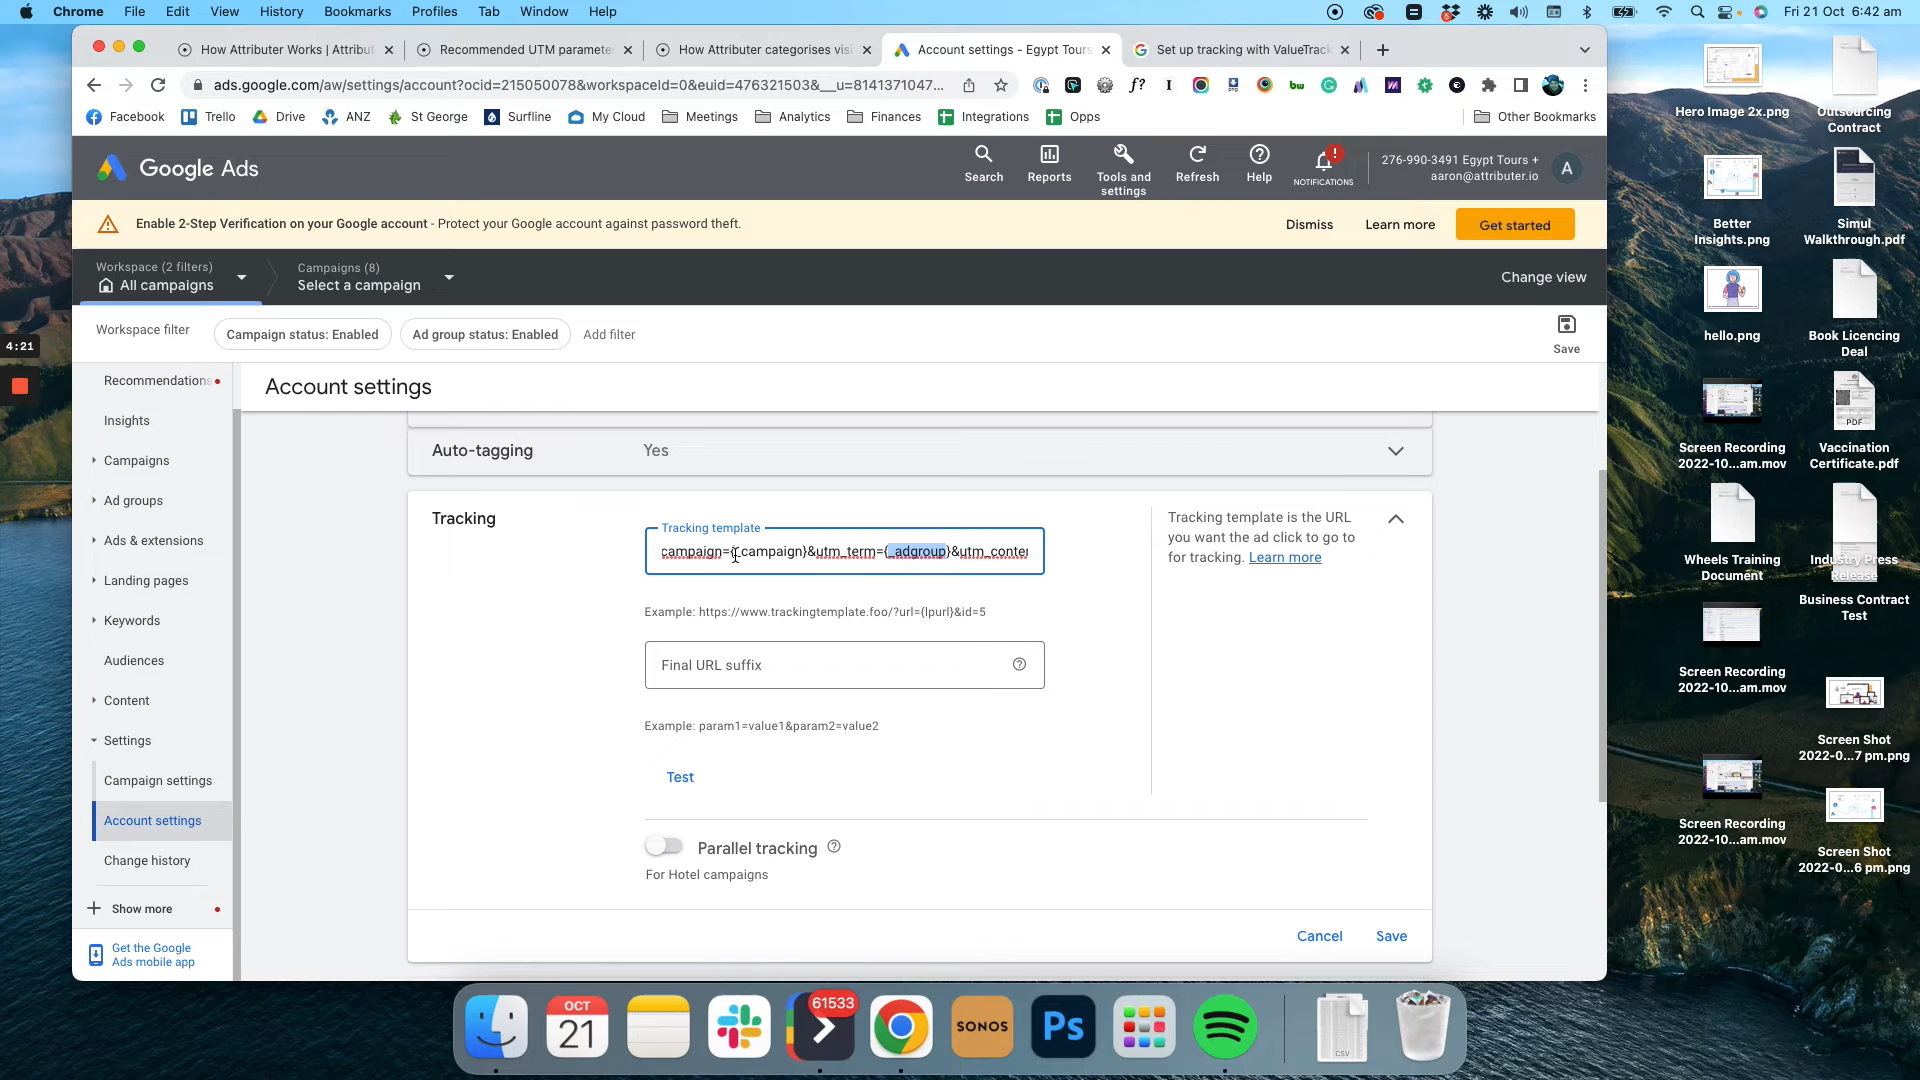 Chrome File Edit View History Bookmarks Profiles Tab Window Help
5
Fri 21 Oct 6:42 am
How Attributer Works | Attribut
Recommended UTM paramete
How Attributer categorises visi
Account settings - Egypt Tours
Set up tracking with ValueTrack
ads.google.com/aw/settings/account?ocid=215050078&workspaceId=0&euid=476321503&__u=8141371047...
f?
bw
Facebook Trello Drive ANZ St George Surfline My Cloud Meetings Analytics Finances Integrations Opps Other Bookmarks
Google Ads
Search
Reports
Tools and
settings
Refresh
Help
NOTIFICATIONS
276-990-3491 Egypt Tours +
aaron@attributer.io
A
Enable 2-Step Verification on your Google account - Protect your Google account against password theft.
Dismiss
Learn more
Get started
Workspace (2 filters)
All campaigns
Campaigns (8)
Select a campaign
Change view
Workspace filter
Campaign status: Enabled
Ad group status: Enabled
Add filter
Save
4:21
Recommendations
Insights
Campaigns
Ad groups
Ads & extensions
Landing pages
Keywords
Audiences
Content
Settings
Campaign settings
Account settings
Change history
Show more
Get the Google
Ads mobile app
Account settings
Auto-tagging
Yes
Tracking
Tracking template
campaign={_campaign}&utm_term={_adgroup}&utm_conter
Example: https://www.trackingtemplate.foo/?url={lpurl}&id=5
Final URL suffix
Example: param1=value1&param2=value2
Test
Parallel tracking
For Hotel campaigns
Tracking template is the URL
you want the ad click to go to
for tracking. Learn more
Cancel
Save
Hero Image 2x.png
Outsourcing
Contract
Better
Insights.png
Simul
Walkthrough.pdf
hello.png
Book Licencing
Deal
PDF
Screen Recording
2022-10...am.mov
Vaccination
Certificate.pdf
Wheels Training
Document
Industry Press
Release
Business Contract
Test
Screen Recording
2022-10...am.mov
Screen Shot
2022-0...7 pm.png
Screen Recording
2022-10...am.mov
Screen Shot
2022-0...6 pm.png
OCT
21
61533
SONOS
Ps
CSV